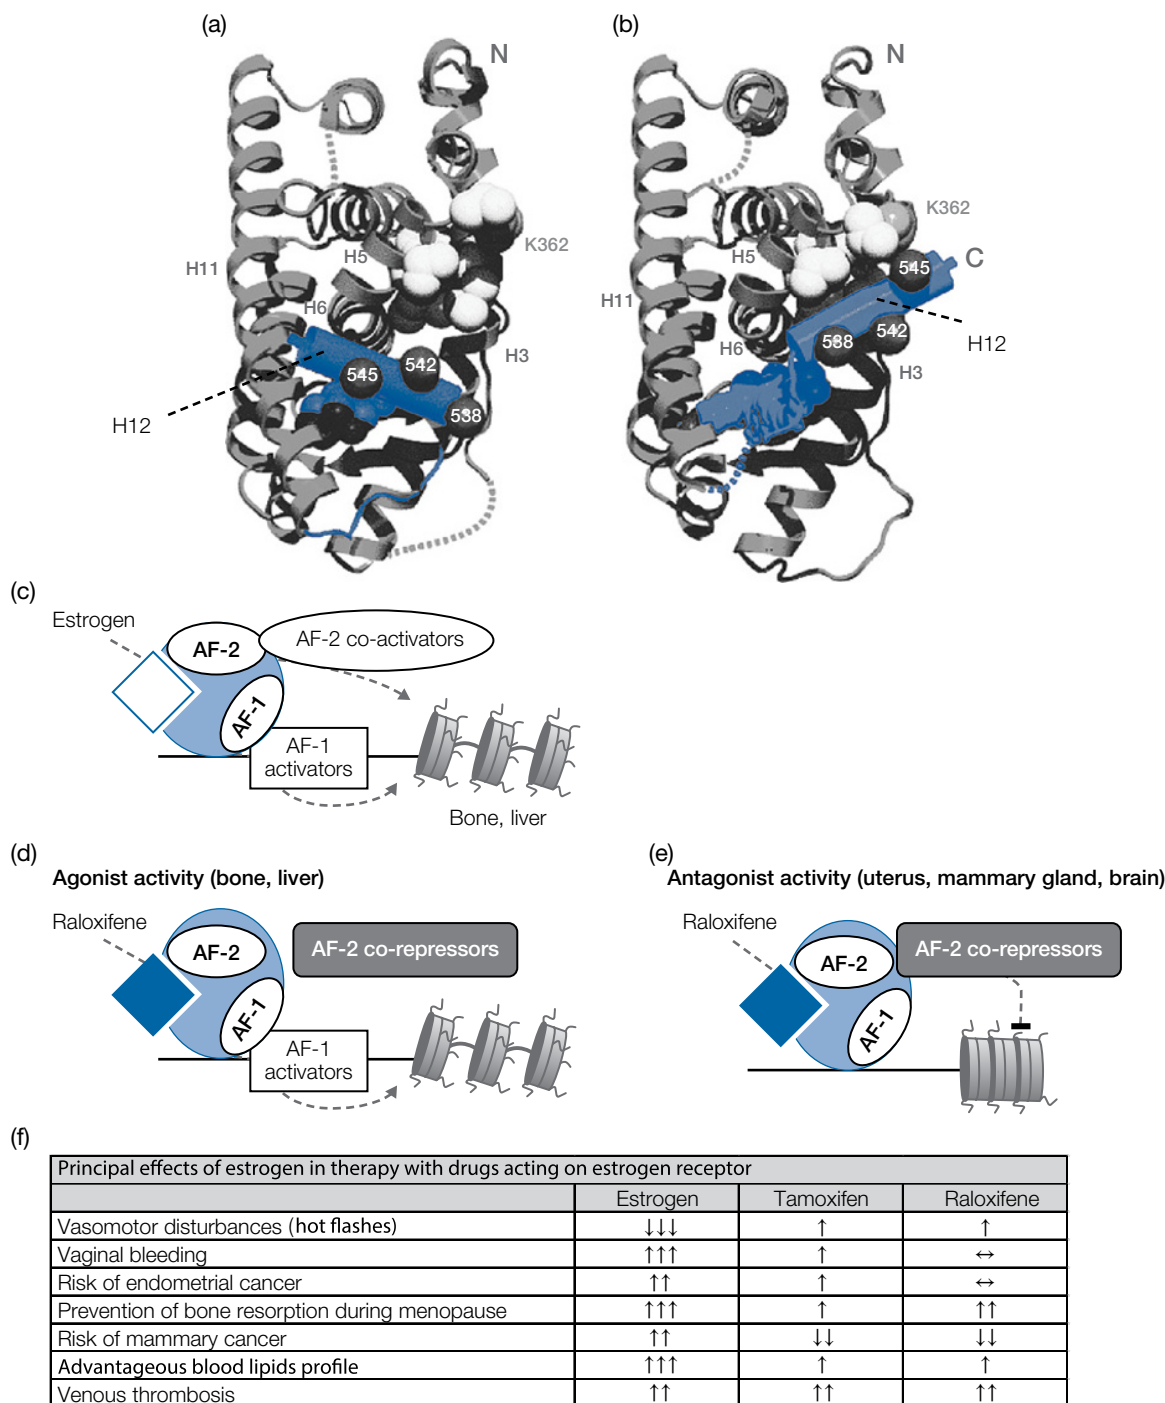 (a)
N
K362
H5
H11
H6
H3
545
542
538
H12
(b)
N
K362
H5
545
C
H11
542
538
H6
H12
H3
(c)
Estrogen
AF-2
AF-2 co-activators
AF-1
AF-1
activators
Bone, liver
(d)
Agonist activity (bone, liver)
Raloxifene
AF-2
AF-2 co-repressors
AF-1
AF-1
activators
(e)
Antagonist activity (uterus, mammary gland, brain)
Raloxifene
AF-2
AF-2 co-repressors
AF-1
(f)
Principal effects of estrogen in therapy with drugs acting on estrogen receptor
Estrogen Tamoxifen Raloxifene
Vasomotor disturbances (hot flashes) ↓↓↓ ↑ ↑
Vaginal bleeding ↑↑↑ ↑ ↔
Risk of endometrial cancer ↑↑ ↑ ↔
Prevention of bone resorption during menopause ↑↑↑ ↑ ↑↑
Risk of mammary cancer ↑↑ ↓↓ ↓↓
Advantageous blood lipids profile ↑↑↑ ↑ ↑
Venous thrombosis ↑↑ ↑↑ ↑↑